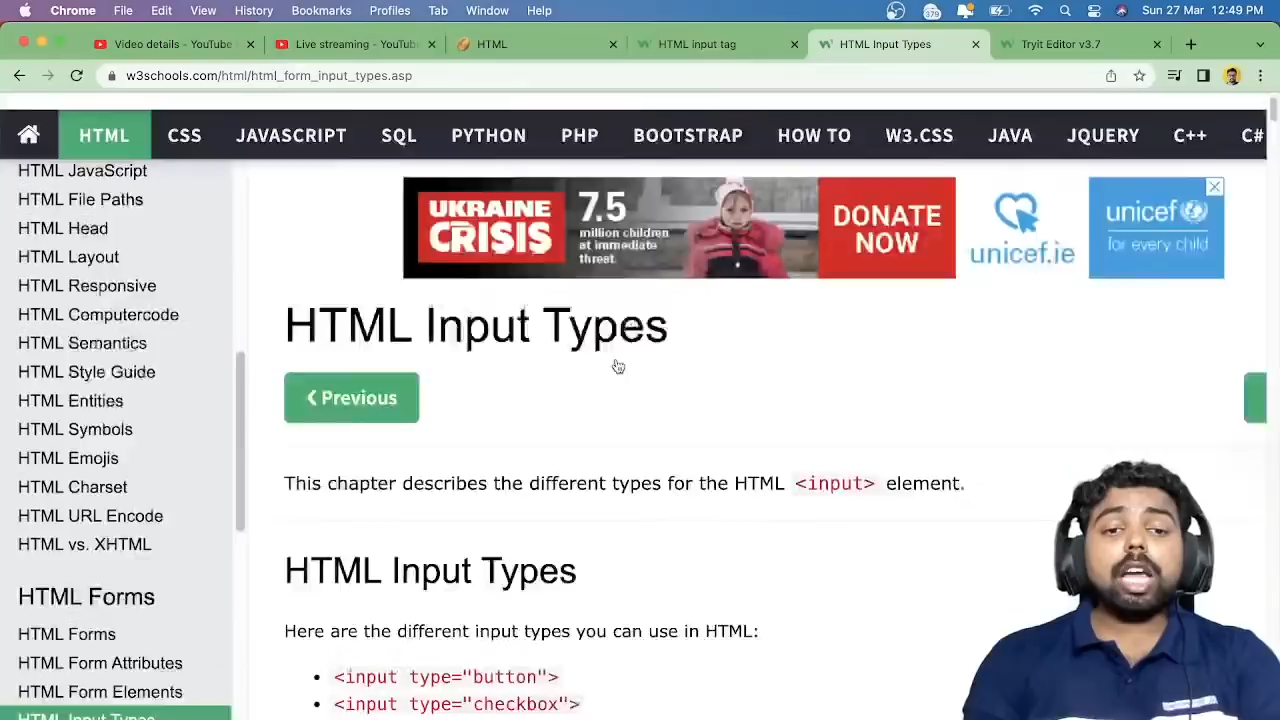 Chrome File Edit View History Bookmarks Profiles Tab Window Help 379 Sun 27 Mar 12:49 PM
Video details - YouTube Live streaming - YouTub HTML HTML input tag HTML Input Types Tryit Editor v3.7
w3schools.com/html/html_form_input_types.asp
HTML CSS JAVASCRIPT SQL PYTHON PHP BOOTSTRAP HOW TO W3.CSS JAVA JQUERY C++ C#
HTML JavaScript
HTML File Paths
HTML Head
HTML Layout
HTML Responsive
HTML Computercode
HTML Semantics
HTML Style Guide
HTML Entities
HTML Symbols
HTML Emojis
HTML Charset
HTML URL Encode
HTML vs. XHTML
HTML Forms
HTML Forms
HTML Form Attributes
HTML Form Elements
HTML Input Types
UKRAINE
CRISIS
7.5
million children
at immediate
threat.
DONATE
NOW
unicef.ie
unicef
for every child
HTML Input Types
❮ Previous
This chapter describes the different types for the HTML <input> element.
HTML Input Types
Here are the different input types you can use in HTML:
• <input type="button">
• <input type="checkbox">